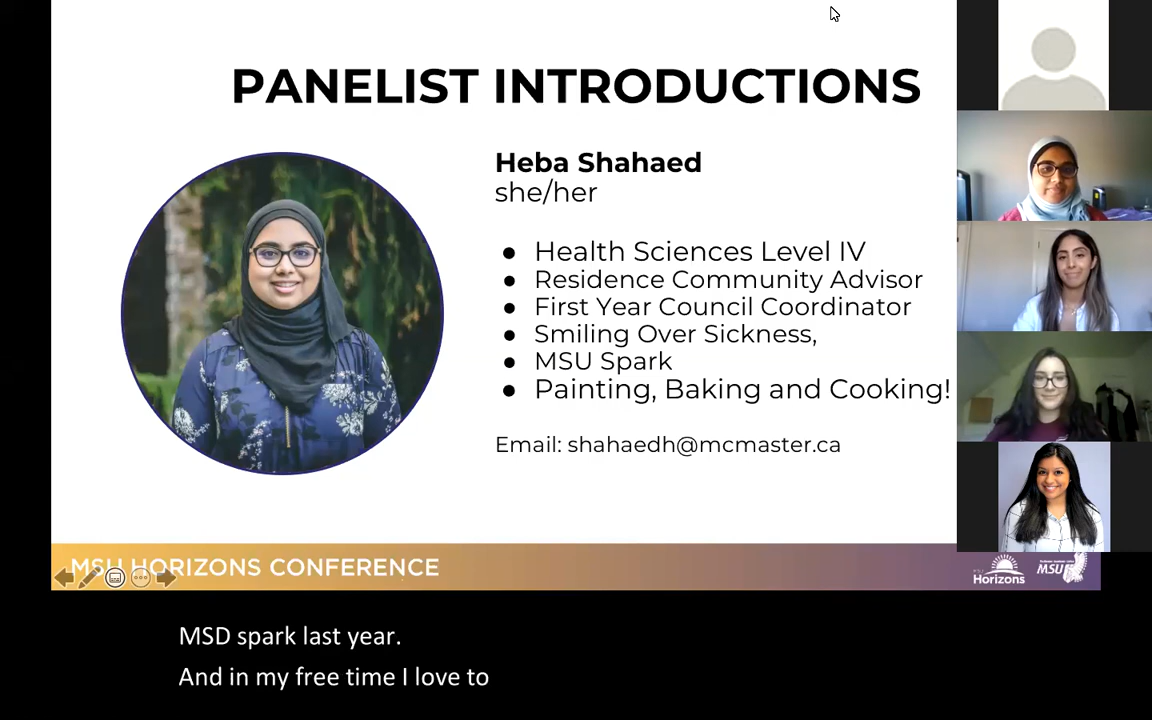 PANELIST INTRODUCTIONS
Heba Shahaed
she/her
● Health Sciences Level IV
● Residence Community Advisor
● First Year Council Coordinator
● Smiling Over Sickness,
● MSU Spark
● Painting, Baking and Cooking!
Email: shahaedh@mcmaster.ca
MSU HORIZONS CONFERENCE
Horizons
MSU
MSD spark last year.
And in my free time I love to